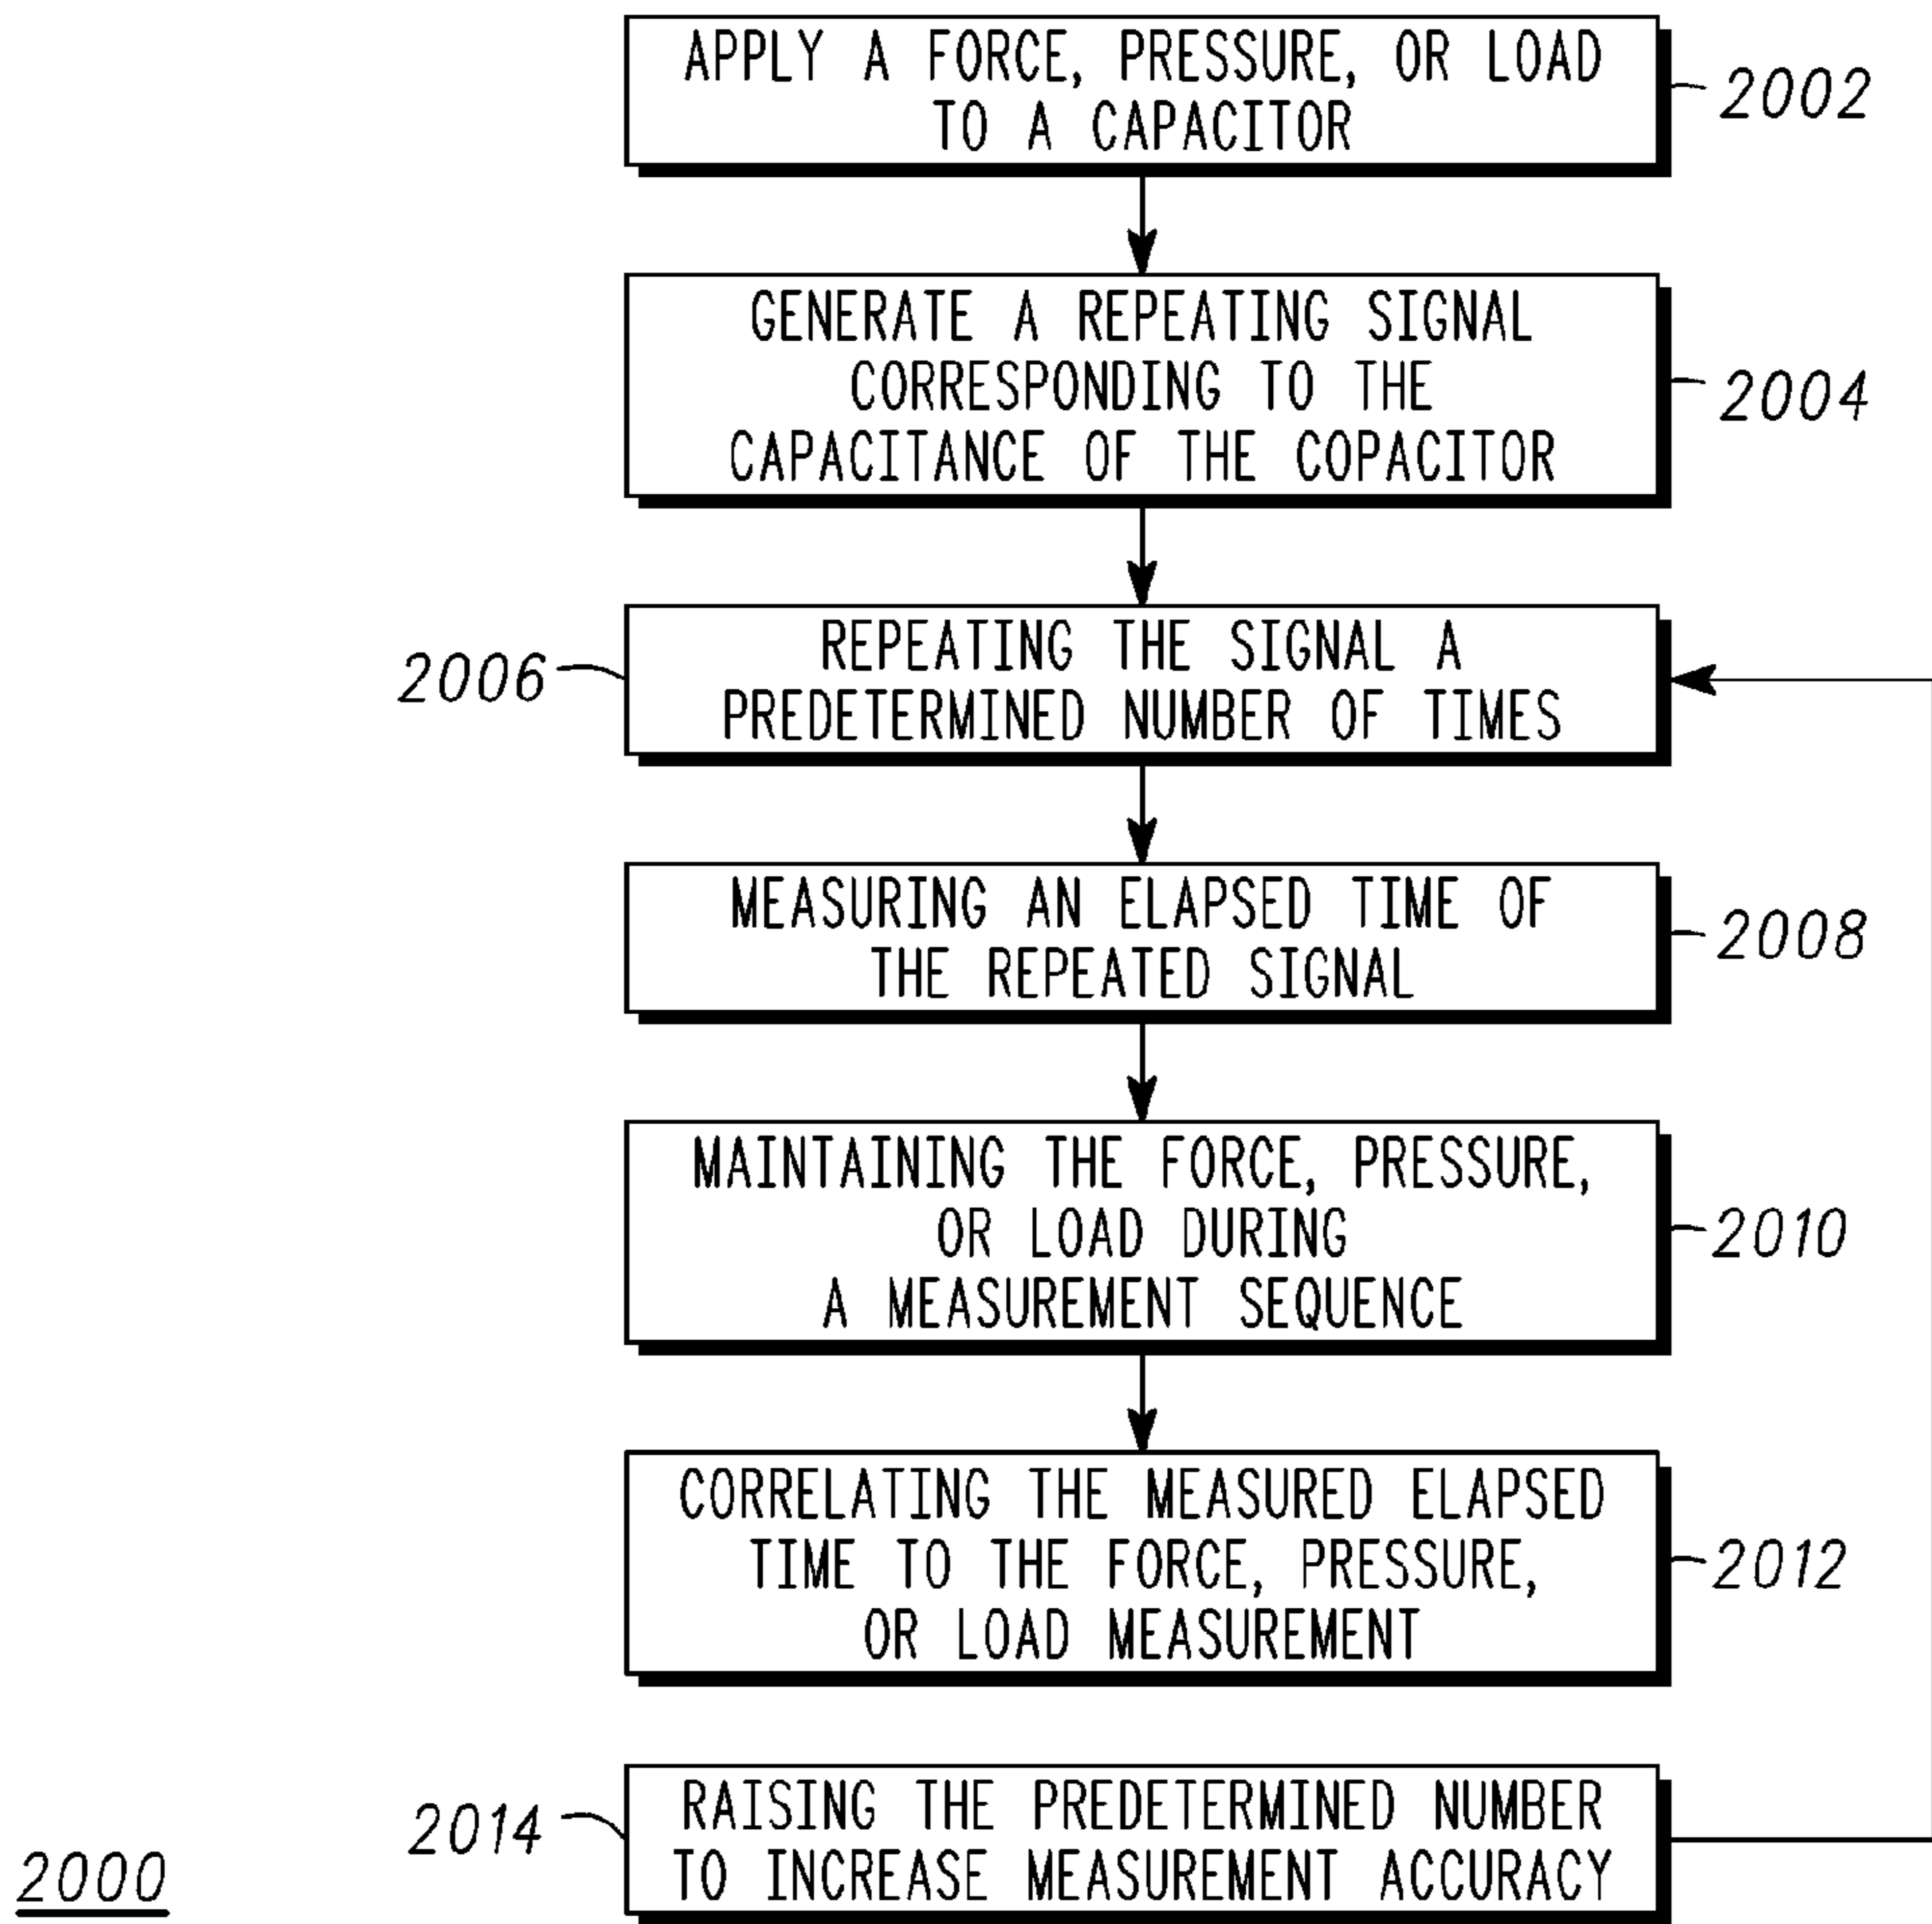 APPLY A FORCE, PRESSURE, OR LOAD
TO A CAPACITOR
2002
GENERATE A REPEATING SIGNAL
CORRESPONDING TO THE
CAPACITANCE OF THE COPACITOR
2004
REPEATING THE SIGNAL A
PREDETERMINED NUMBER OF TIMES
2006
MEASURING AN ELAPSED TIME OF
THE REPEATED SIGNAL
2008
MAINTAINING THE FORCE, PRESSURE,
OR LOAD DURING
A MEASUREMENT SEQUENCE
2010
CORRELATING THE MEASURED ELAPSED
TIME TO THE FORCE, PRESSURE,
OR LOAD MEASUREMENT
2012
RAISING THE PREDETERMINED NUMBER
TO INCREASE MEASUREMENT ACCURACY
2014
2000